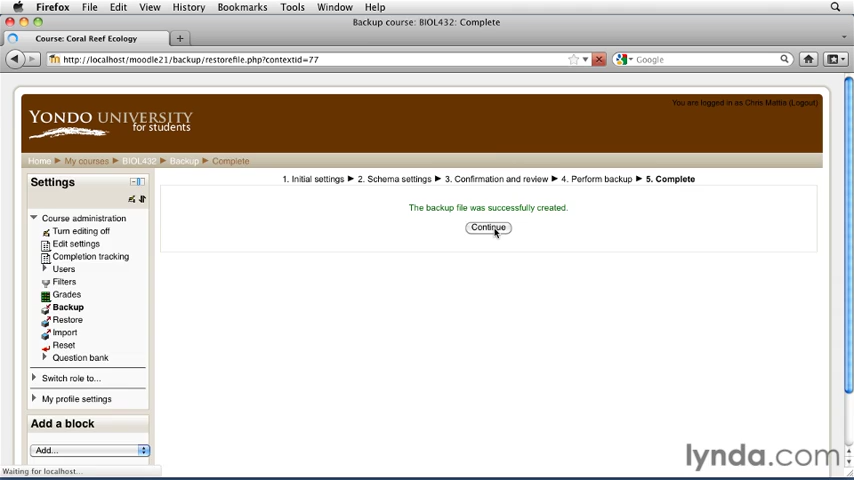 Firefox File Edit View History Bookmarks Tools Window Help
Backup course: BIOL432: Complete
Course: Coral Reef Ecology
http://localhost/moodle21/backup/restorefile.php?contextid=77
Google
You are logged in as Chris Mattia (Logout)
YONDO UNIVERSITY
for students
Home ► My courses ► BIOL432 ► Backup ► Complete
Settings
1. Initial settings ► 2. Schema settings ► 3. Confirmation and review ► 4. Perform backup ► 5. Complete
The backup file was successfully created.
Continue
Course administration
Turn editing off
Edit settings
Completion tracking
Users
Filters
Grades
Backup
Restore
Import
Reset
Question bank
Switch role to...
My profile settings
Add a block
Add...
Waiting for localhost...
lynda.com